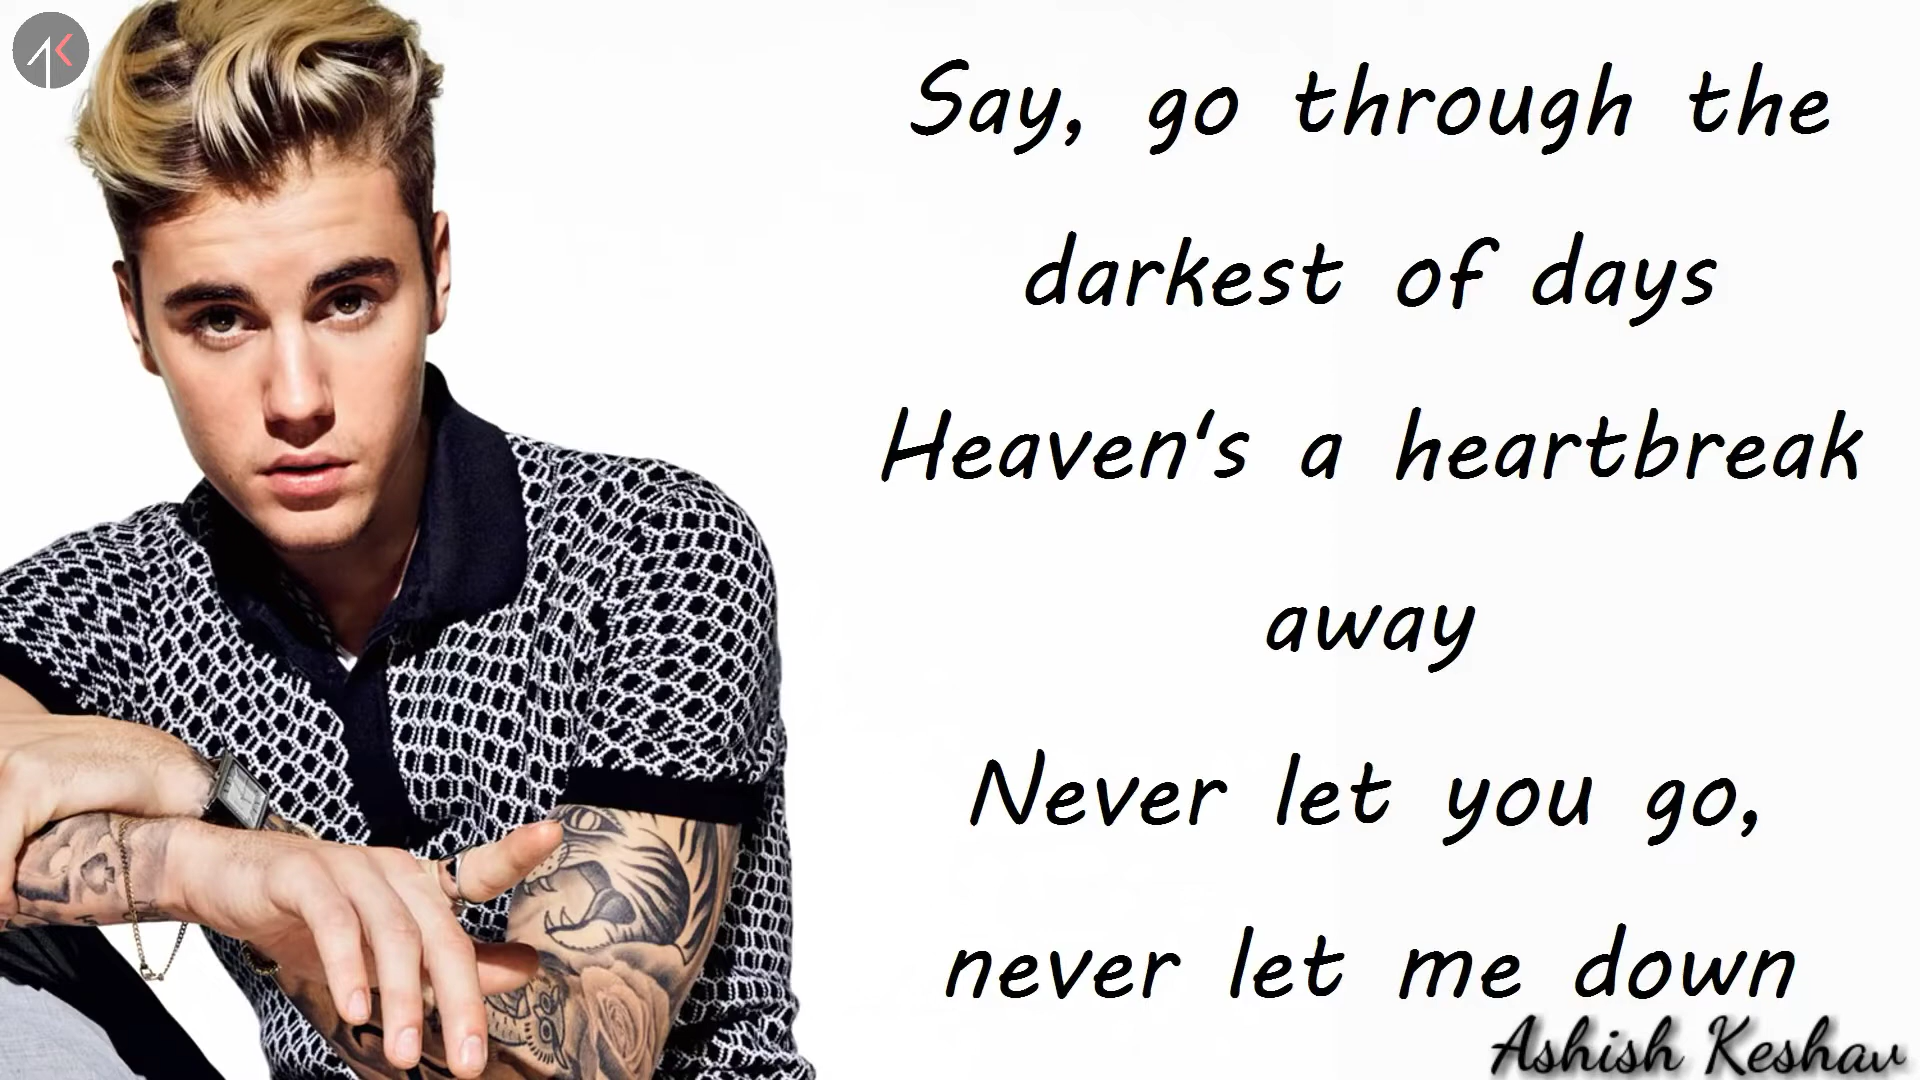 Say, go through the
darkest of days
Heaven's a heartbreak
away
Never let you go,
never let me down
Ashish Keshav